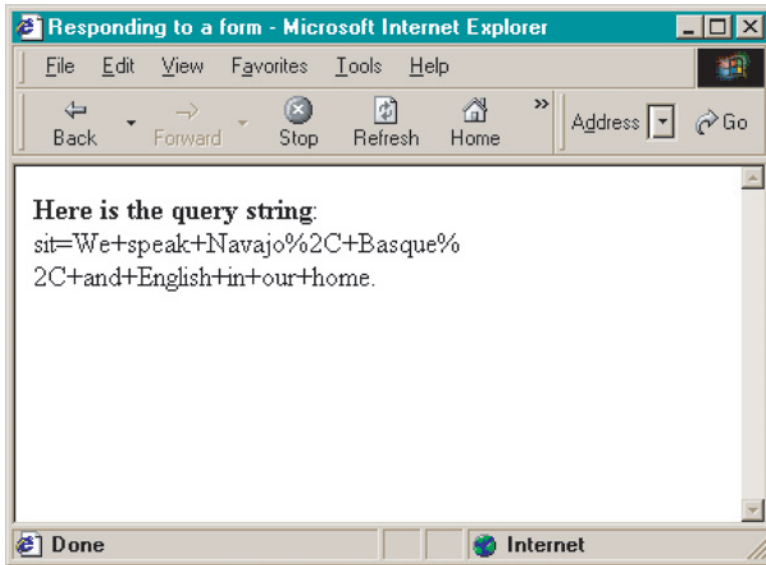 Responding to a form - Microsoft Internet Explorer
File Edit View Favorites Tools Help
Back Forward Stop Refresh Home » Address Go
Here is the query string:
sit=We+speak+Navajo%2C+Basque%
2C+and+English+in+our+home.
Done Internet